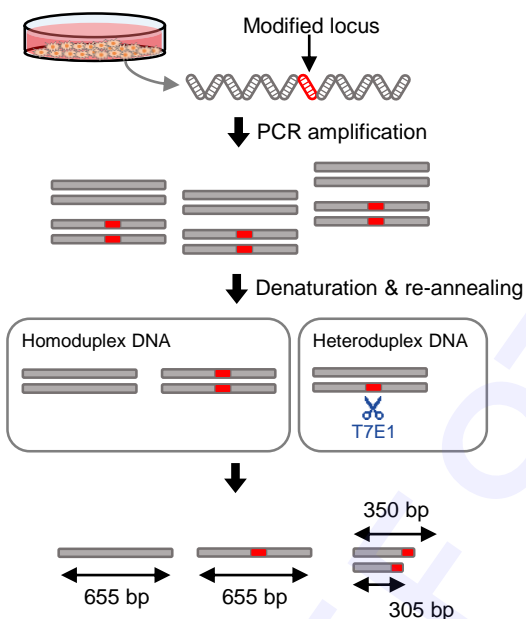 Modified locus
PCR amplification
Denaturation & re-annealing
Homoduplex DNA
Heteroduplex DNA
T7E1
350 bp
655 bp
655 bp
305 bp